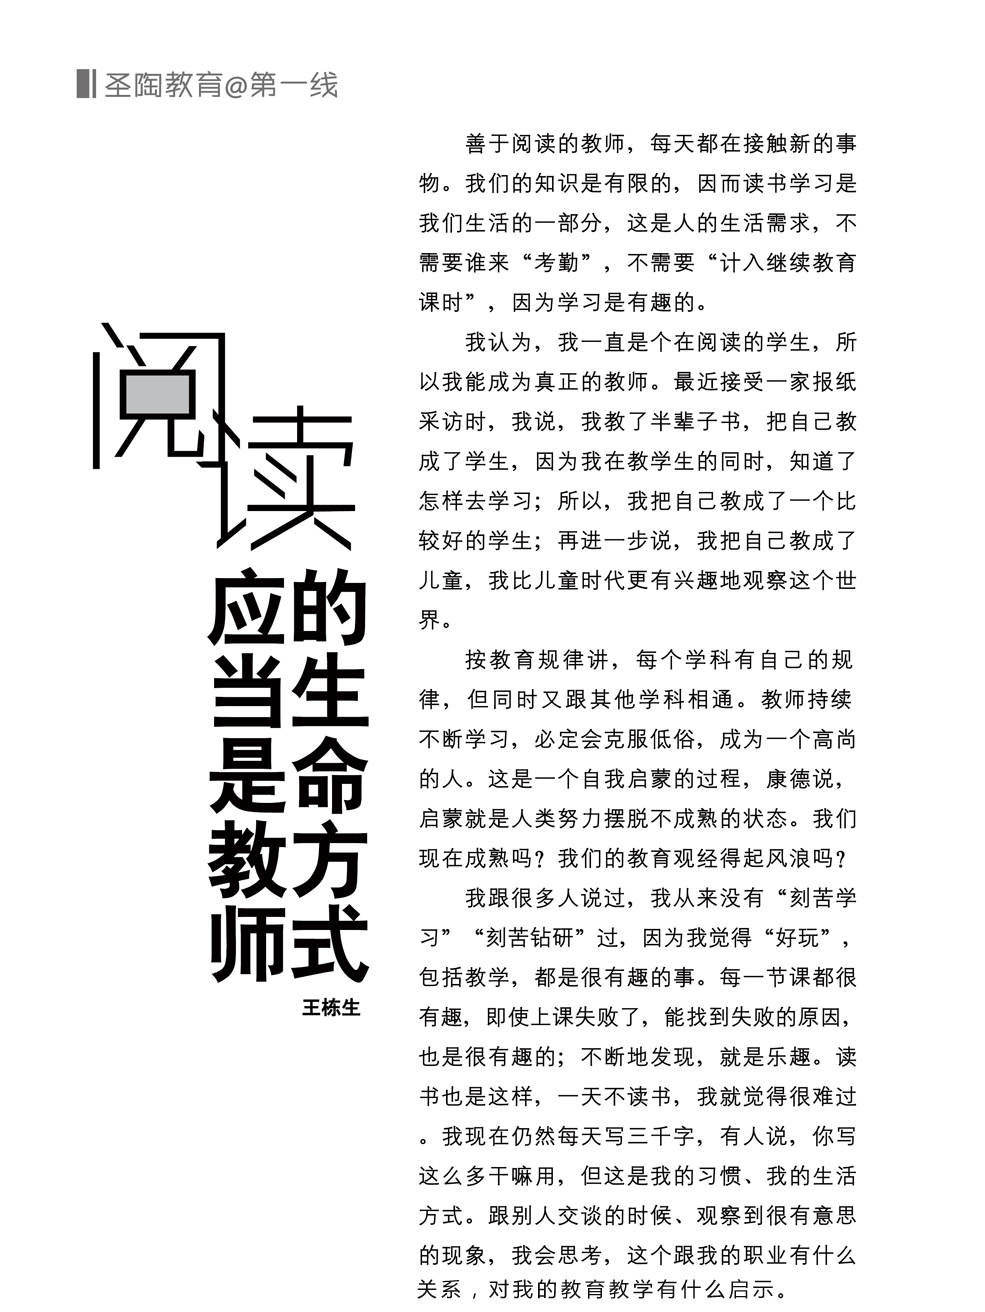 圣陶教育@第一线
阅读
应当是教师
的生命方式
王栋生
善于阅读的教师，每天都在接触新的事
物。我们的知识是有限的，因而读书学习是
我们生活的一部分，这是人的生活需求，不
需要谁来“考勤”，不需要“计入继续教育
课时”，因为学习是有趣的。
我认为，我一直是个在阅读的学生，所
以我能成为真正的教师。最近接受一家报纸
采访时，我说，我教了半辈子书，把自己教
成了学生，因为我在教学生的同时，知道了
怎样去学习；所以，我把自己教成了一个比
较好的学生；再进一步说，我把自己教成了
儿童，我比儿童时代更有兴趣地观察这个世
界。
按教育规律讲，每个学科有自己的规
律，但同时又跟其他学科相通。教师持续
不断学习，必定会克服低俗，成为一个高尚
的人。这是一个自我启蒙的过程，康德说，
启蒙就是人类努力摆脱不成熟的状态。我们
现在成熟吗？我们的教育观经得起风浪吗？
我跟很多人说过，我从来没有“刻苦学
习”“刻苦钻研”过，因为我觉得“好玩”，
包括教学，都是很有趣的事。每一节课都很
有趣，即使上课失败了，能找到失败的原因，
也是很有趣的；不断地发现，就是乐趣。读
书也是这样，一天不读书，我就觉得很难过
。我现在仍然每天写三千字，有人说，你写
这么多干嘛用，但这是我的习惯、我的生活
方式。跟别人交谈的时候、观察到很有意思
的现象，我会思考，这个跟我的职业有什么
关系，对我的教育教学有什么启示。